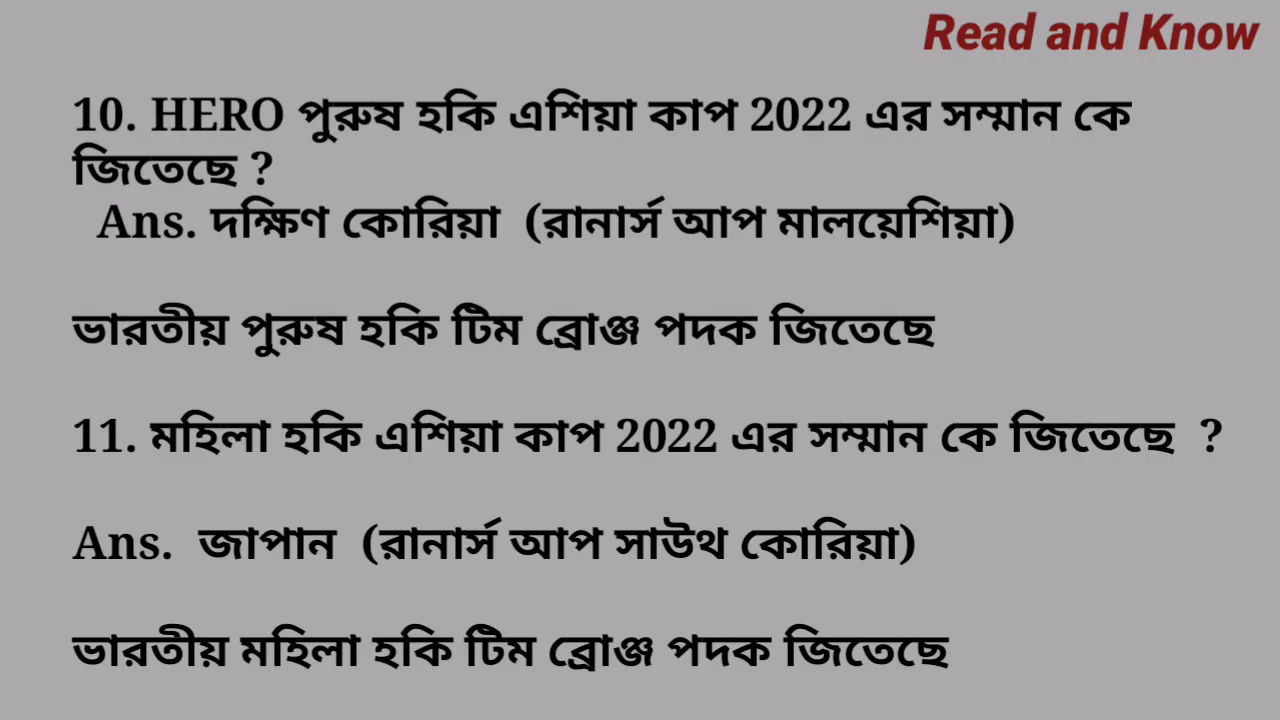 Read and Know
10. HERO পুরুষ হকি এশিয়া কাপ 2022 এর সম্মান কে
জিতেছে ?
Ans. দক্ষিণ কোরিয়া (রানার্স আপ মালয়েশিয়া)
ভারতীয় পুরুষ হকি টিম ব্রোঞ্জ পদক জিতেছে
11. মহিলা হকি এশিয়া কাপ 2022 এর সম্মান কে জিতেছে ?
Ans. জাপান (রানার্স আপ সাউথ কোরিয়া)
ভারতীয় মহিলা হকি টিম ব্রোঞ্জ পদক জিতেছে